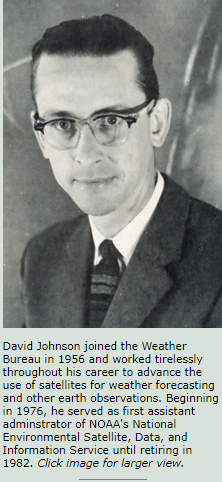 David Johnson joined the Weather
Bureau in 1956 and worked tirelessly
throughout his career to advance the
use of satellites for weather forecasting
and other earth observations. Beginning
in 1976, he served as first assistant
adminstrator of NOAA's National
Environmental Satellite, Data, and
Information Service until retiring in
1982. Click image for larger view.